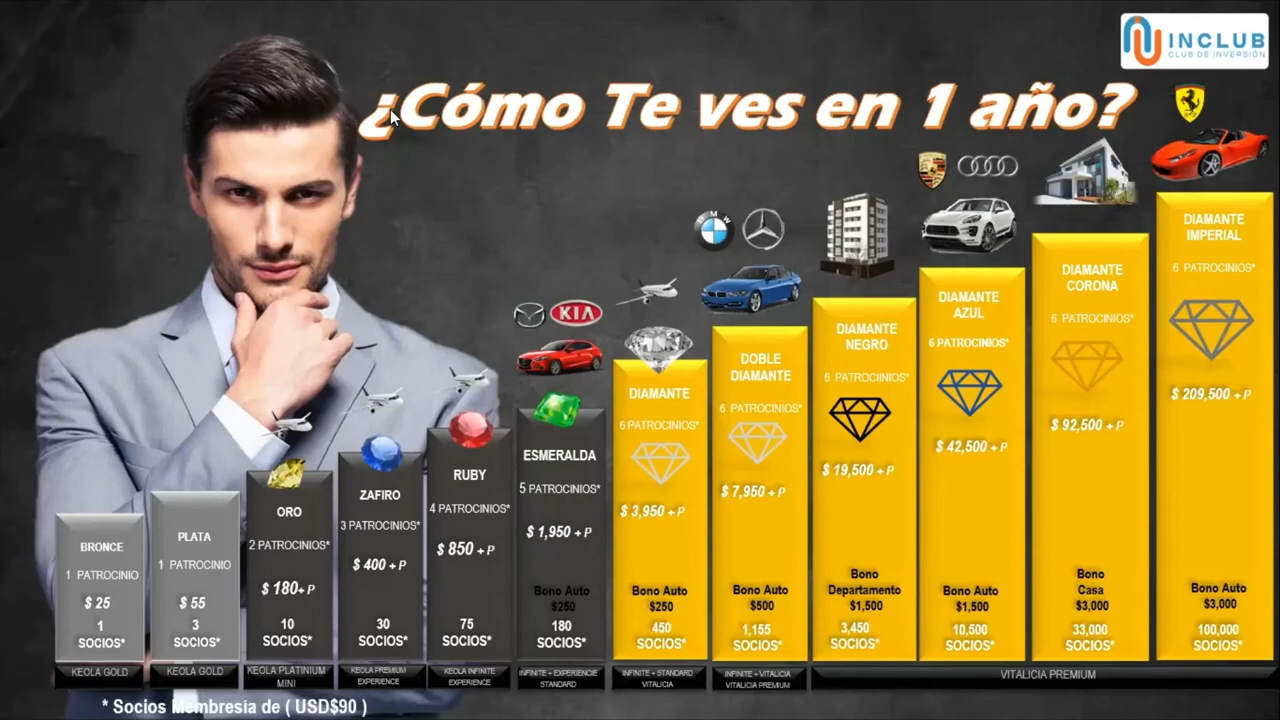 INCLUB
CLUB DE INVERSIÓN
¿Cómo Te ves en 1 año?
BRONCE
1 PATROCINIO
$ 25
1
SOCIOS*
KEOLA GOLD
PLATA
1 PATROCINIO
$ 55
3
SOCIOS*
KEOLA GOLD
ORO
2 PATROCINIOS*
$ 180+ P
10
SOCIOS*
KEOLA PLATINIUM
MINI
ZAFIRO
3 PATROCINIOS*
$ 400 + P
30
SOCIOS*
KEOLA PREMIUM
EXPERIENCE
RUBY
4 PATROCINIOS*
$ 850 + P
75
SOCIOS*
KEOLA INFINITE
EXPERIENCE
KIA
ESMERALDA
5 PATROCINIOS*
$ 1,950 + P
Bono Auto
$250
180
SOCIOS*
INFINITE + EXPERIENCIE
STANDARD
DIAMANTE
6 PATROCINIOS*
$ 3,950 + P
Bono Auto
$250
450
SOCIOS*
INFINITE + STANDARD
VITALICIA
BMW
DOBLE
DIAMANTE
6 PATROCINIOS*
$ 7,950 + P
Bono Auto
$500
1,155
SOCIOS*
INFINITE + VITALICIA
VITALICIA PREMIUM
DIAMANTE
NEGRO
6 PATROCIINIOS*
$ 19,500 + P
Bono
Departamento
$1,500
3,450
SOCIOS*
DIAMANTE
AZUL
6 PATROCINIOS*
$ 42,500 + P
Bono Auto
$1,500
10,500
SOCIOS*
DIAMANTE
CORONA
6 PATROCINIOS*
$ 92,500 + P
Bono
Casa
$3,000
33,000
SOCIOS*
DIAMANTE
IMPERIAL
6 PATROCINIOS*
$ 209,500 + P
Bono Auto
$3,000
100,000
SOCIOS*
VITALICIA PREMIUM
* Socios Membresia de ( USD$90 )